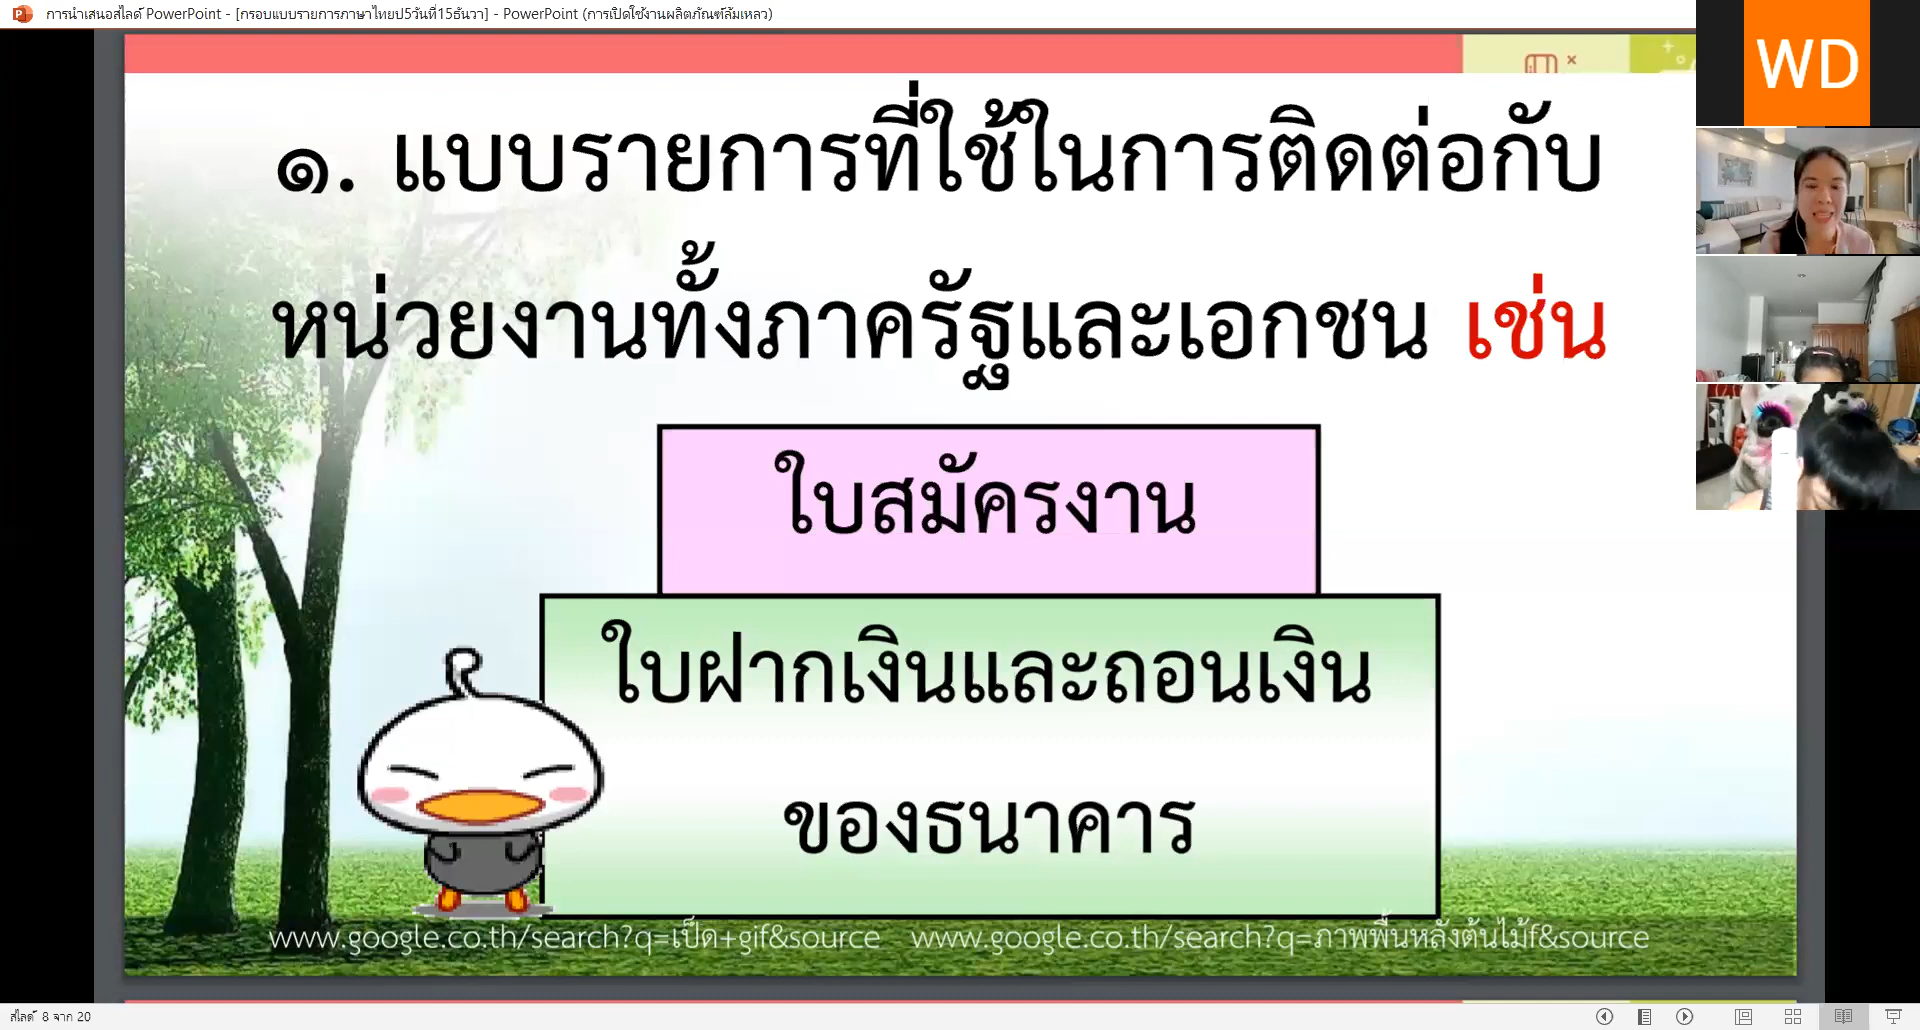 การนำเสนอสไลด์ PowerPoint - [กรอบแบบรายการภาษาไทยป5วันที่15ธันวา] - PowerPoint (การเปิดใช้งานผลิตภัณฑ์ล้มเหลว)
WD
๑. แบบรายการที่ใช้ในการติดต่อกับ
หน่วยงานทั้งภาครัฐและเอกชน เช่น
ใบสมัครงาน
ใบฝากเงินและถอนเงิน
ของธนาคาร
www.google.co.th/search?q=เป็ด+gif&source www.google.co.th/search?q=ภาพพื้นหลังต้นไม้f&source
สไลด์ 8 จาก 20